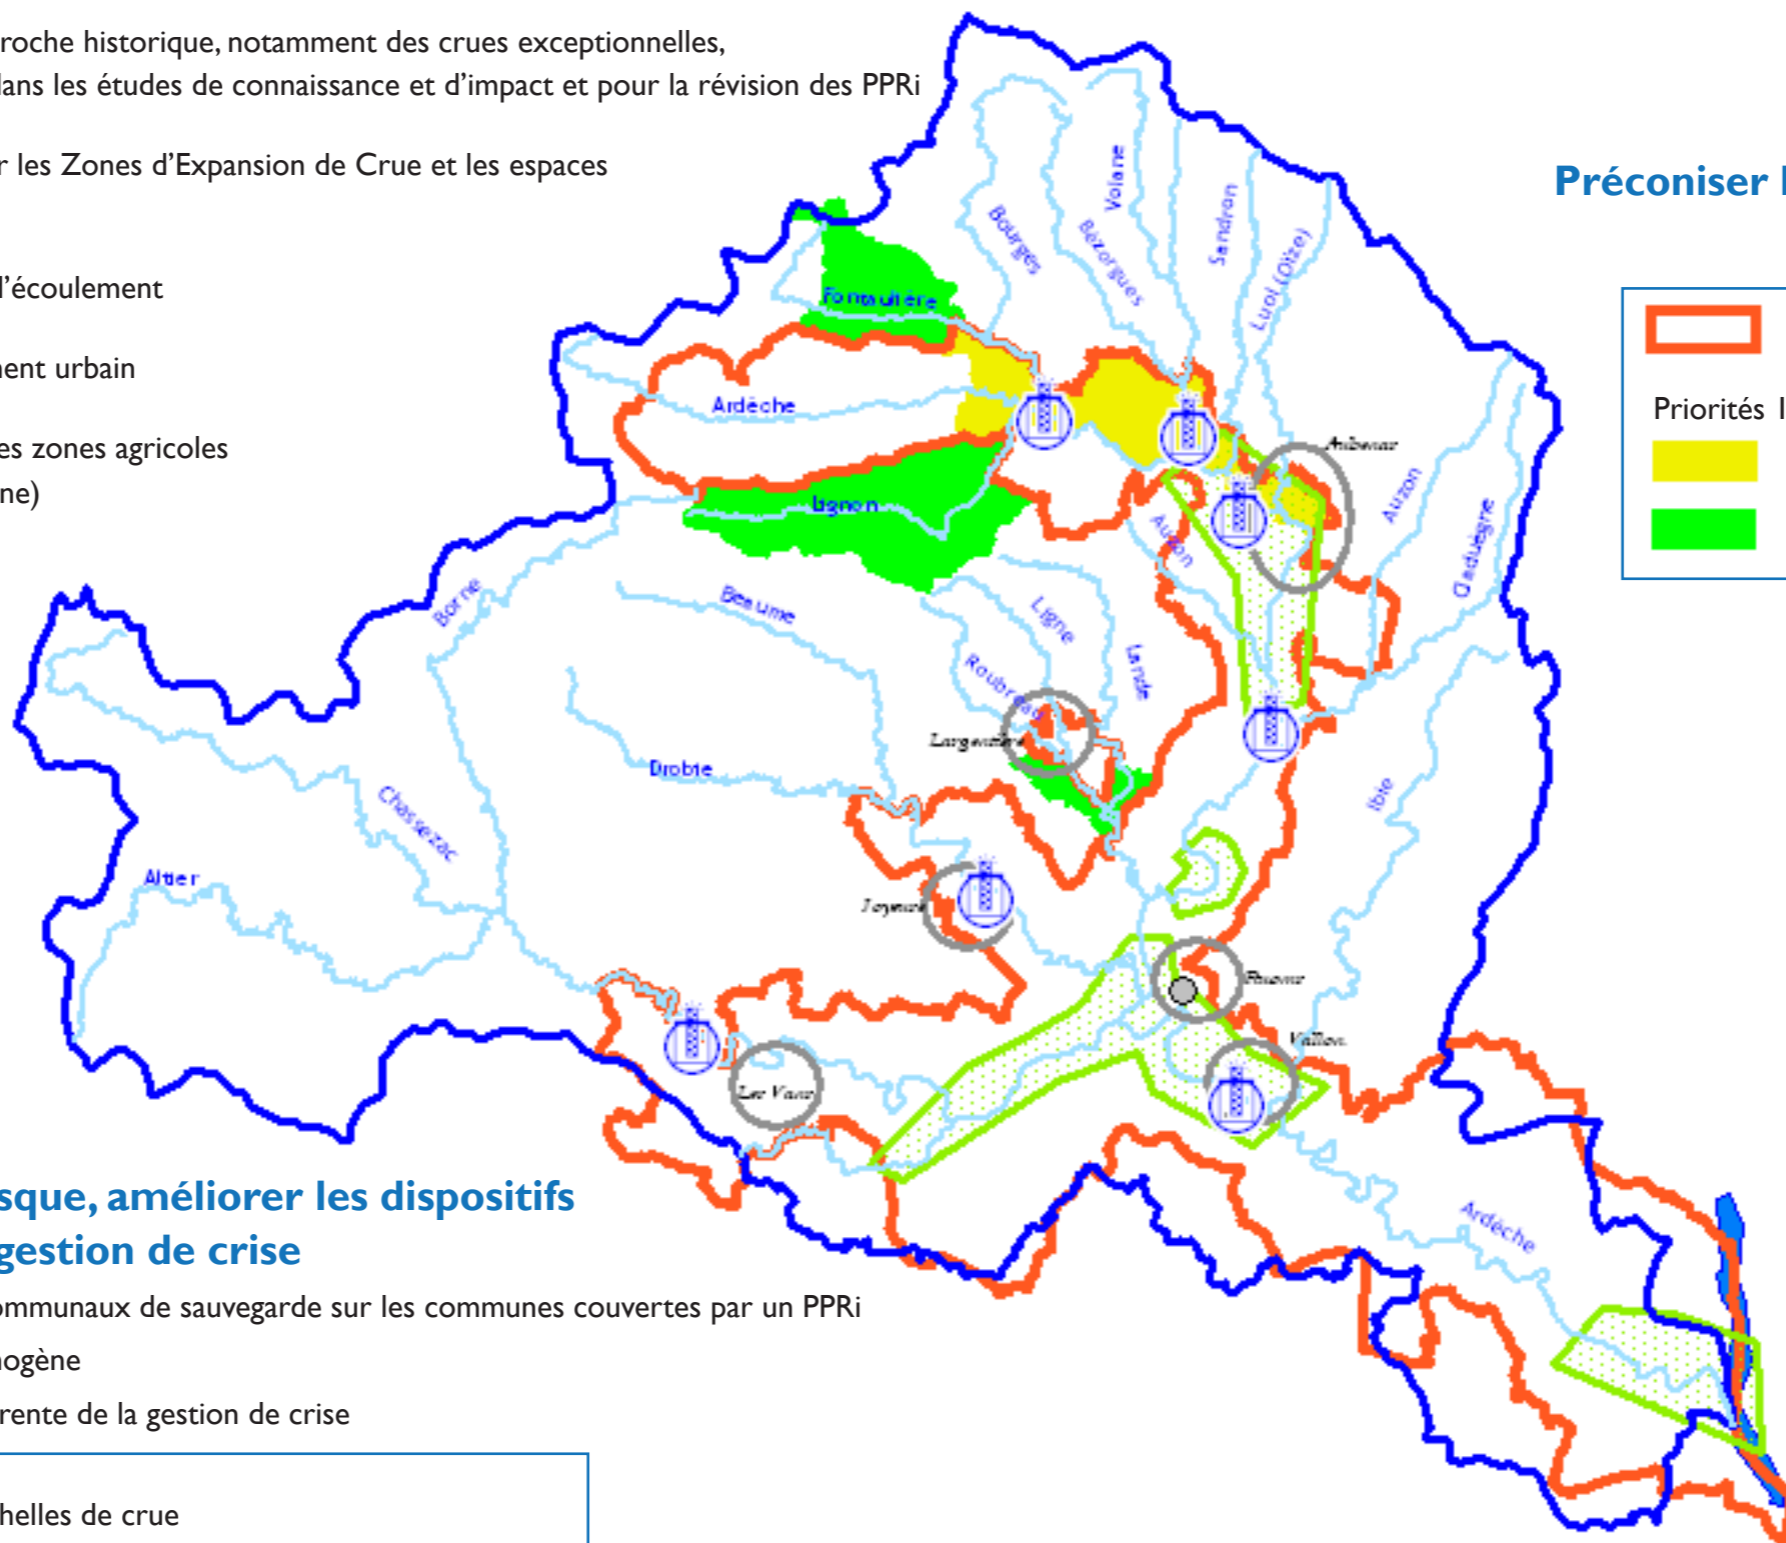 roche historique, notamment des crues exceptionnelles,
dans les études de connaissance et d'impact et pour la révision des PPRi
r les Zones d'Expansion de Crue et les espaces
Préconiser
l'écoulement
ment urbain
es zones agricoles
ne)
Priorités 1
Volane
Sandron
Bourges
Bézorgues
Luol (Oize)
Fontaulière
Ardèche
Aubenas
Lignon
Auzon
Auzon
Claduègne
Borne
Beaume
Ligne
Lande
Roubreau
Largentière
Drobie
Ibie
Chassezac
Altier
Joyeuse
Ruoms
Vallon
Les Vans
Ardèche
sque, améliorer les dispositifs
gestion de crise
ommunaux de sauvegarde sur les communes couvertes par un PPRi
nogène
rente de la gestion de crise
helles de crue